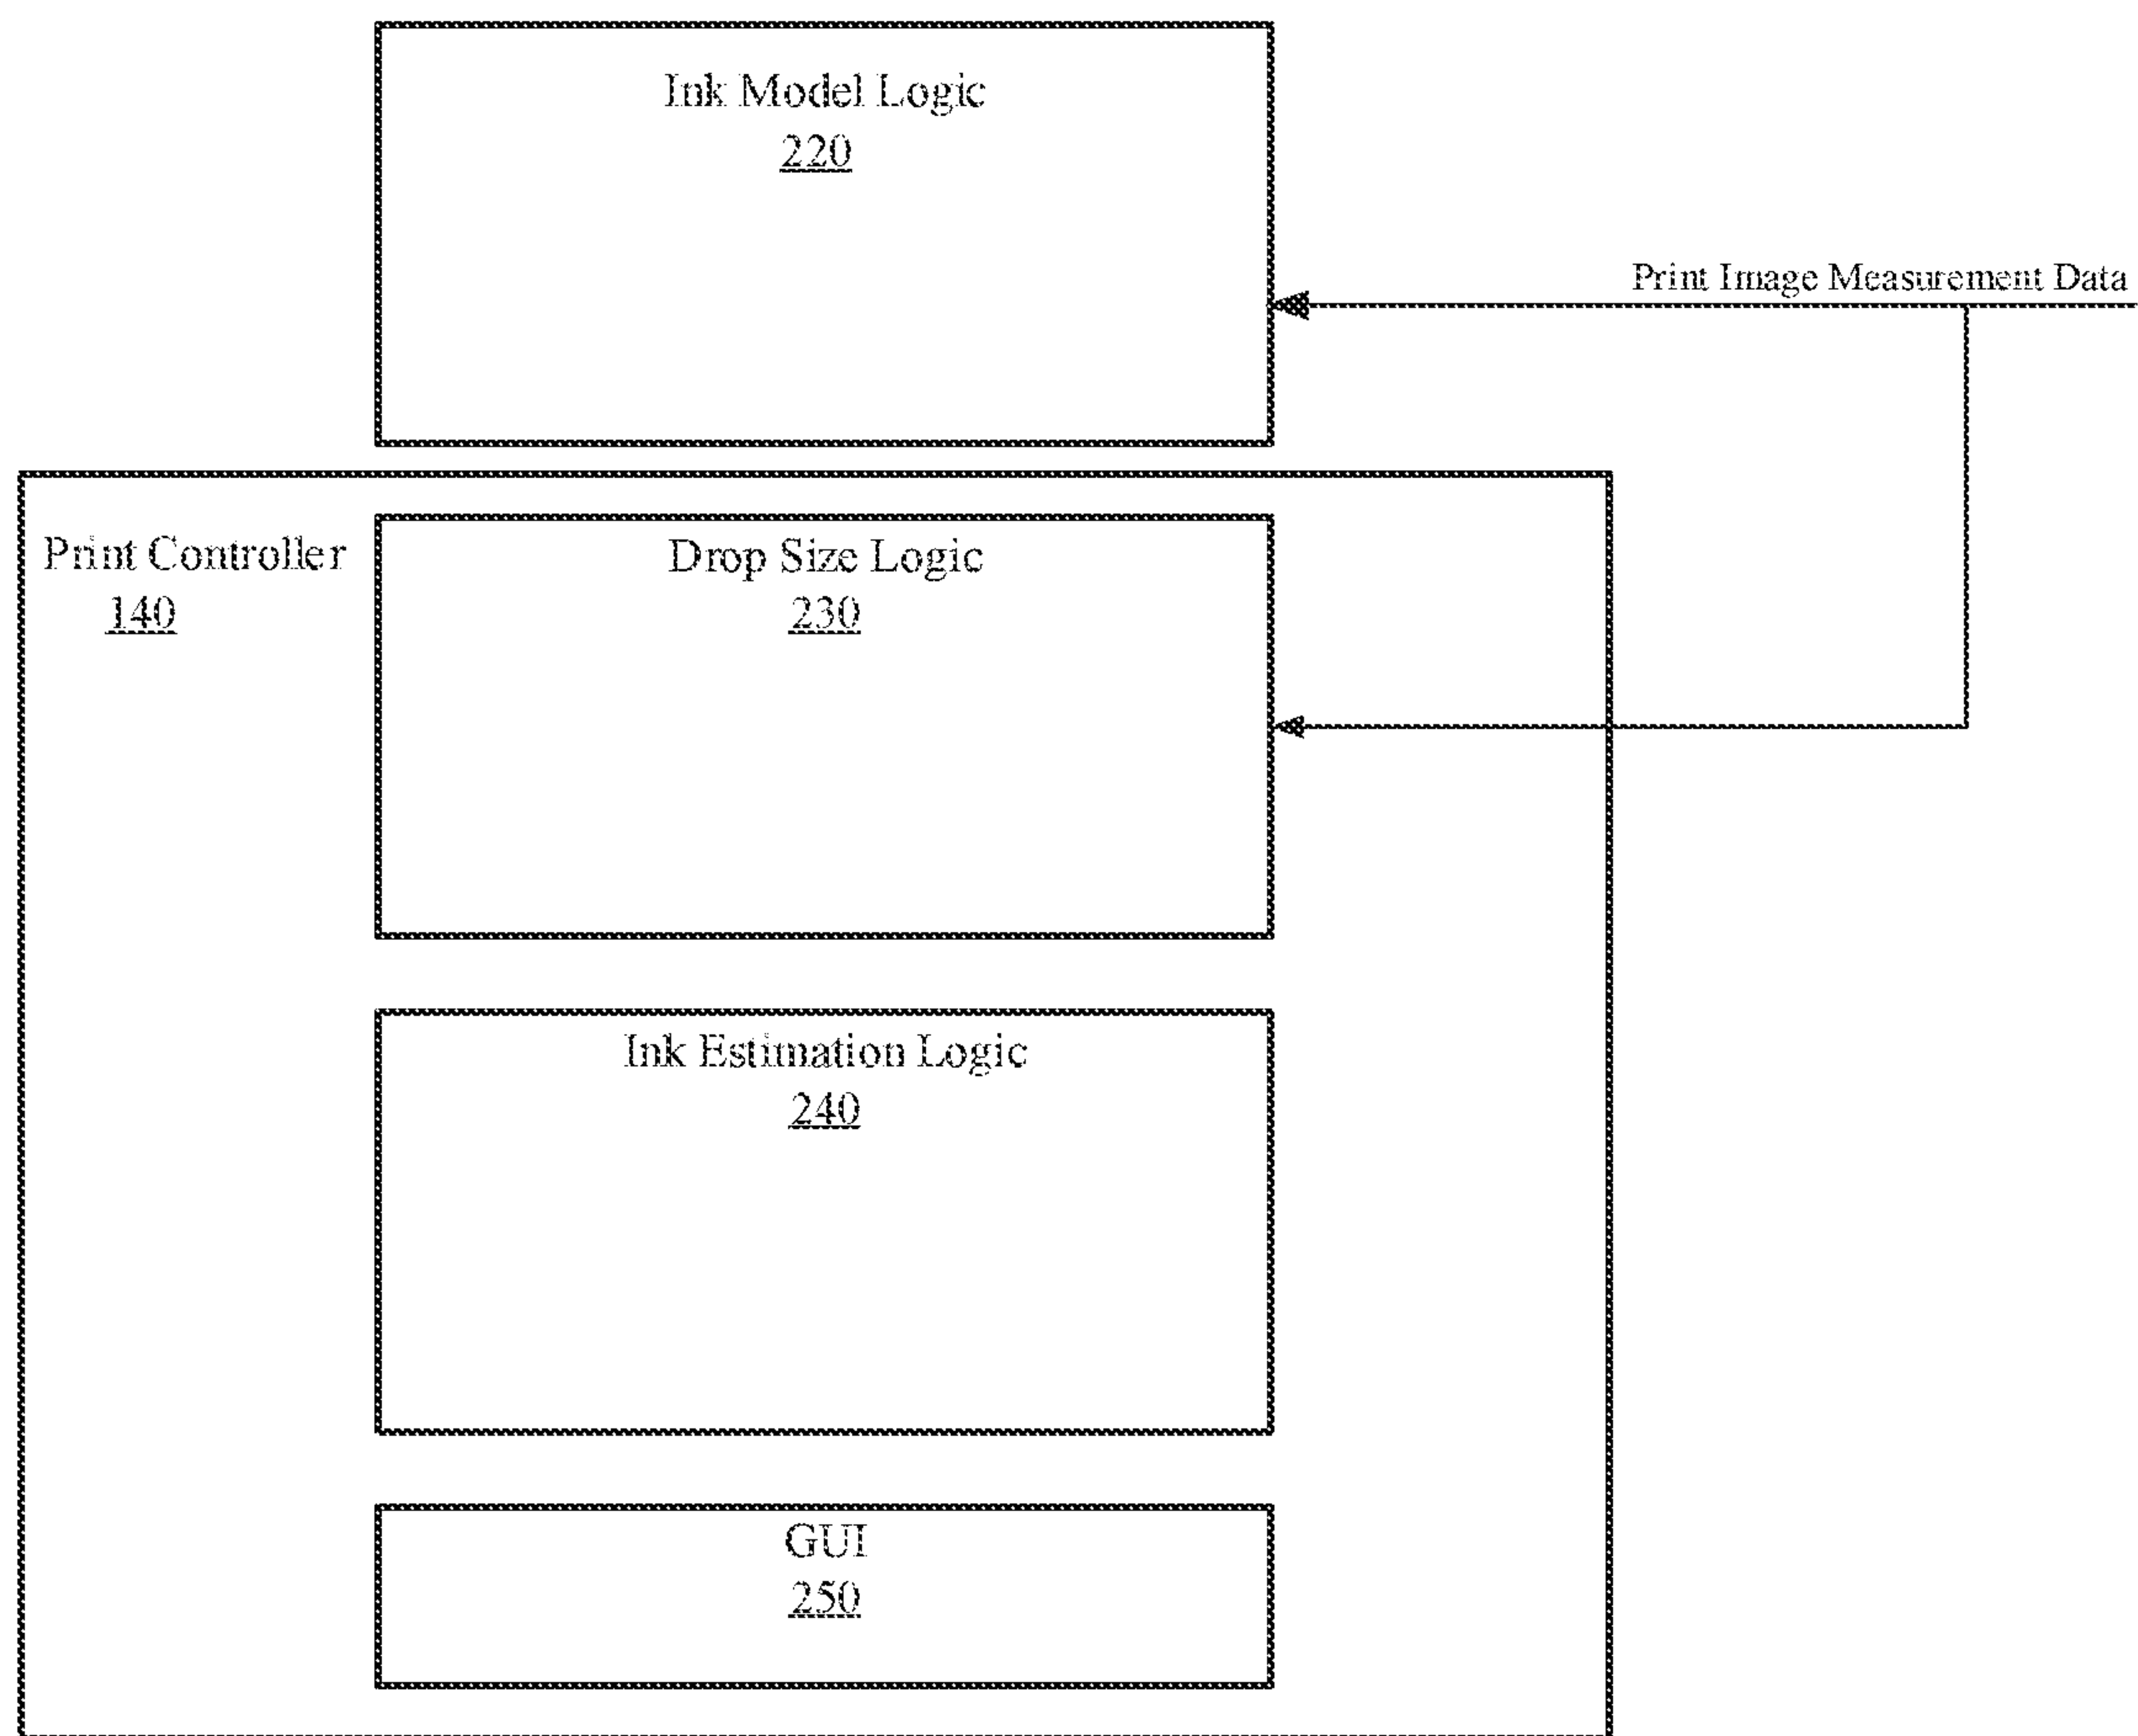 Ink Model Logic
220
Print Image Measurement Data
Print Controller
140
Drop Size Logic
230
Ink Estimation Logic
240
GUI
250